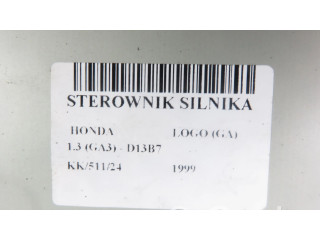 STEROWNIK SILNIKA
HONDA LOGO (GA)
1.3 (GA3) - D13B7
KK/511/24 1999